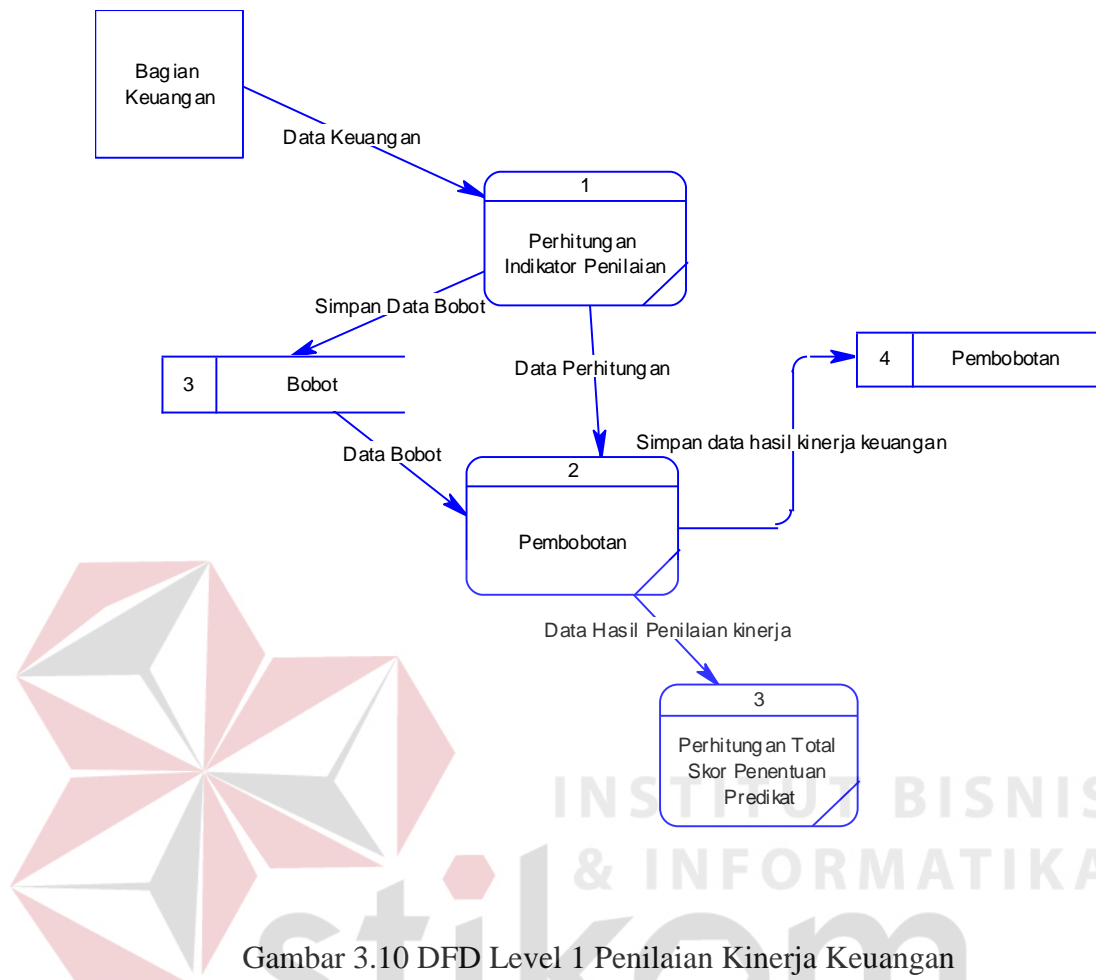 Bagian
Keuangan
Data Keuangan
1
Perhitungan
Indikator Penilaian
Simpan Data Bobot
3
Bobot
Data Perhitungan
4
Pembobotan
Data Bobot
Simpan data hasil kinerja keuangan
2
Pembobotan
Data Hasil Penilaian kinerja
3
Perhitungan Total
Skor Penentuan
Predikat
INSTITUT BISNIS
& INFORMATIKA
stikom
Gambar 3.10 DFD Level 1 Penilaian Kinerja Keuangan